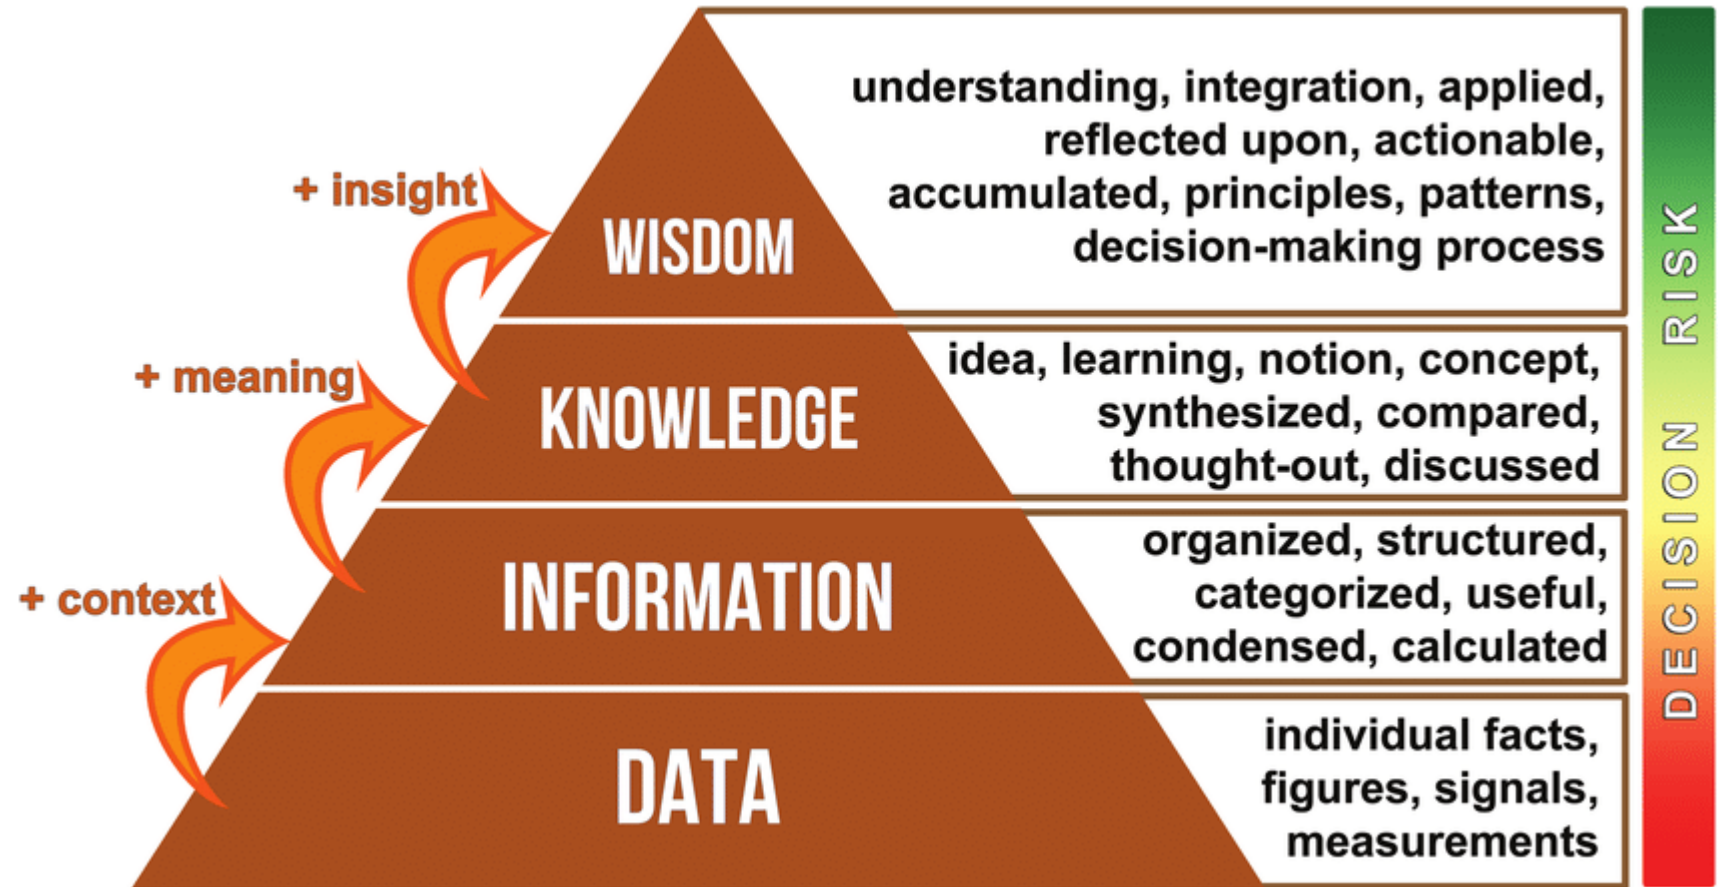 understanding, integration, applied,
reflected upon, actionable,
accumulated, principles, patterns,
decision-making process
+ insight
WISDOM
idea, learning, notion, concept,
synthesized, compared,
thought-out, discussed
+ meaning
KNOWLEDGE
organized, structured,
categorized, useful,
condensed, calculated
+ context
INFORMATION
individual facts,
figures, signals,
measurements
DATA
DECISION RISK